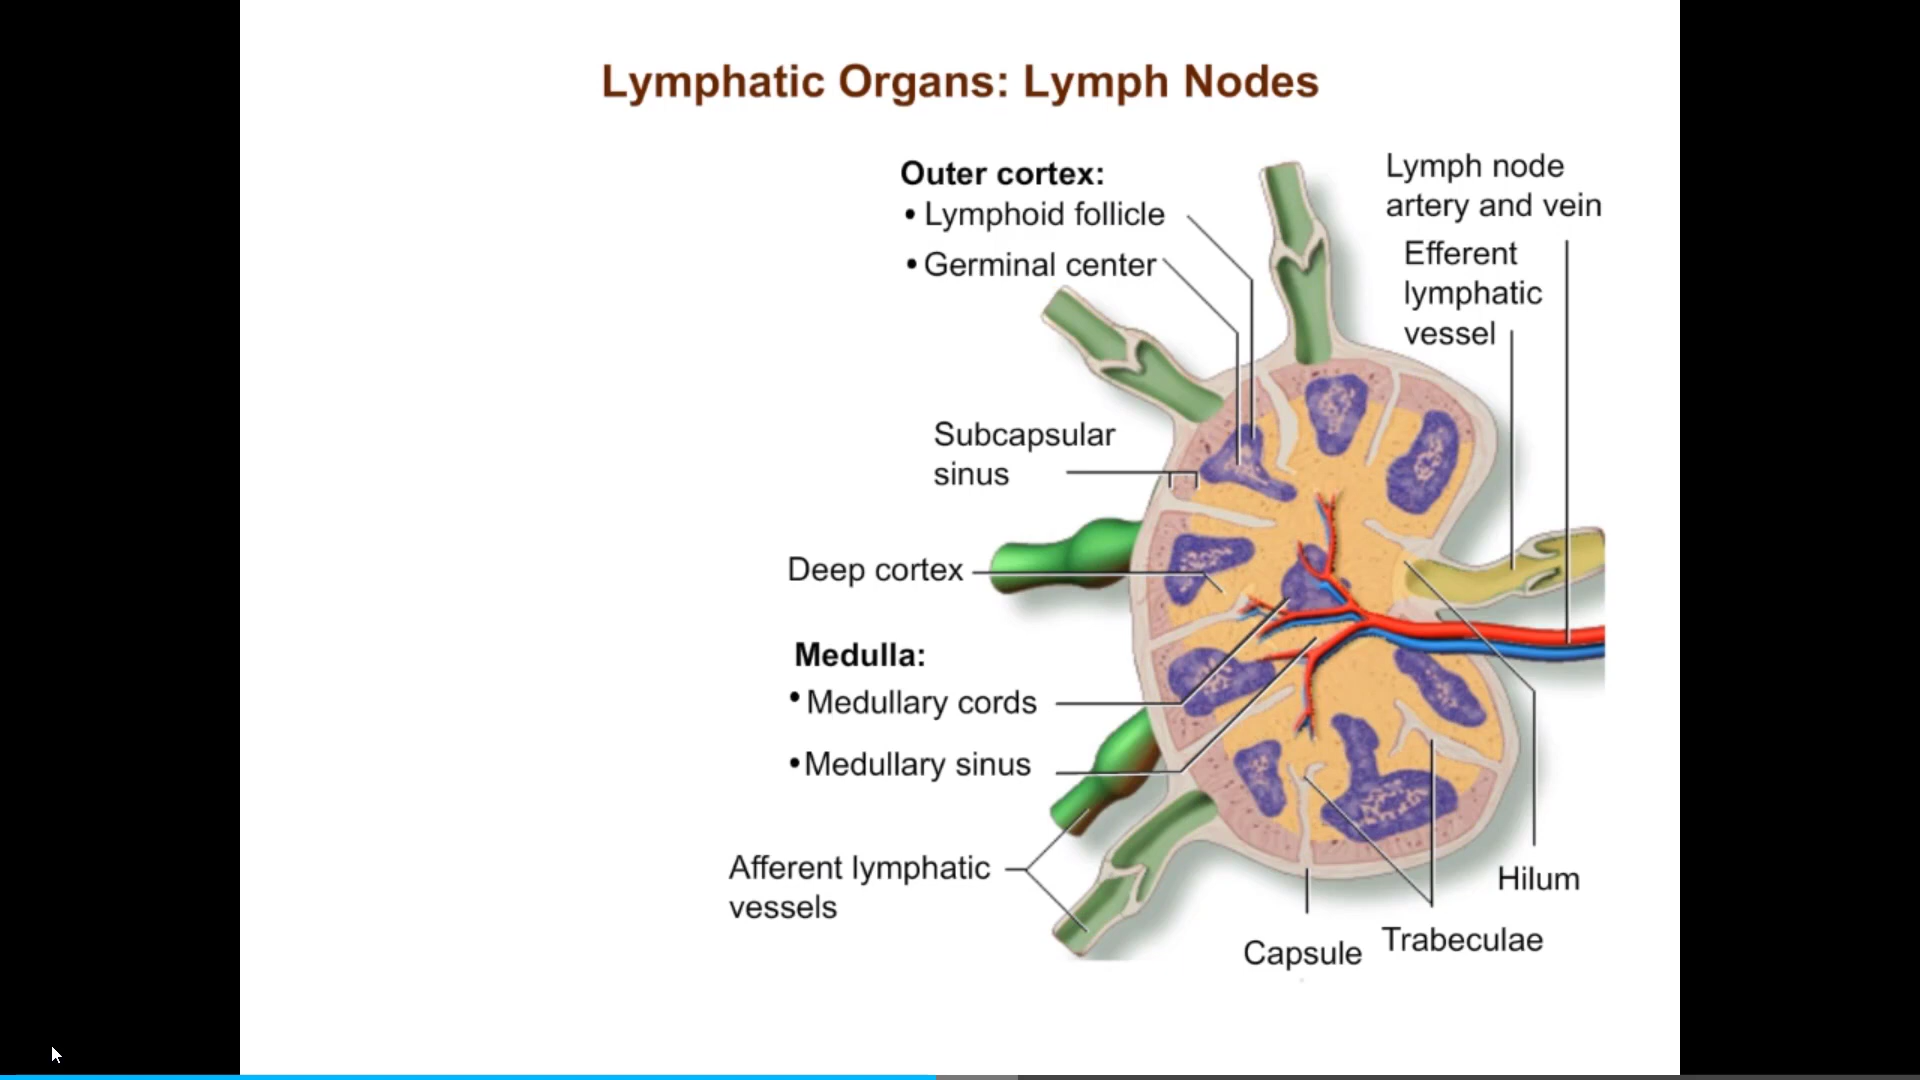 Lymphatic Organs: Lymph Nodes
Outer cortex:
• Lymphoid follicle
• Germinal center
Lymph node
artery and vein
Efferent
lymphatic
vessel
Subcapsular
sinus
Deep cortex
Medulla:
• Medullary cords
• Medullary sinus
Afferent lymphatic
vessels
Hilum
Trabeculae
Capsule